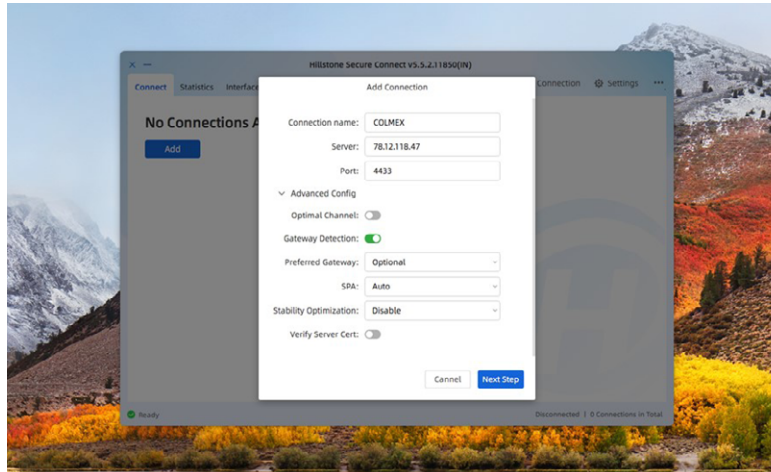 Hillstone Secure Connect v5.5.2.11850(IN)
Connect Statistics Interface Connection Settings
No Connections A
Add
Add Connection
Connection name: COLMEX
Server: 78.12.118.47
Port: 4433
Advanced Config
Optimal Channel:
Gateway Detection:
Preferred Gateway: Optional
SPA: Auto
Stability Optimization: Disable
Verify Server Cert:
Cancel Next Step
Ready Disconnected | 0 Connections in Total